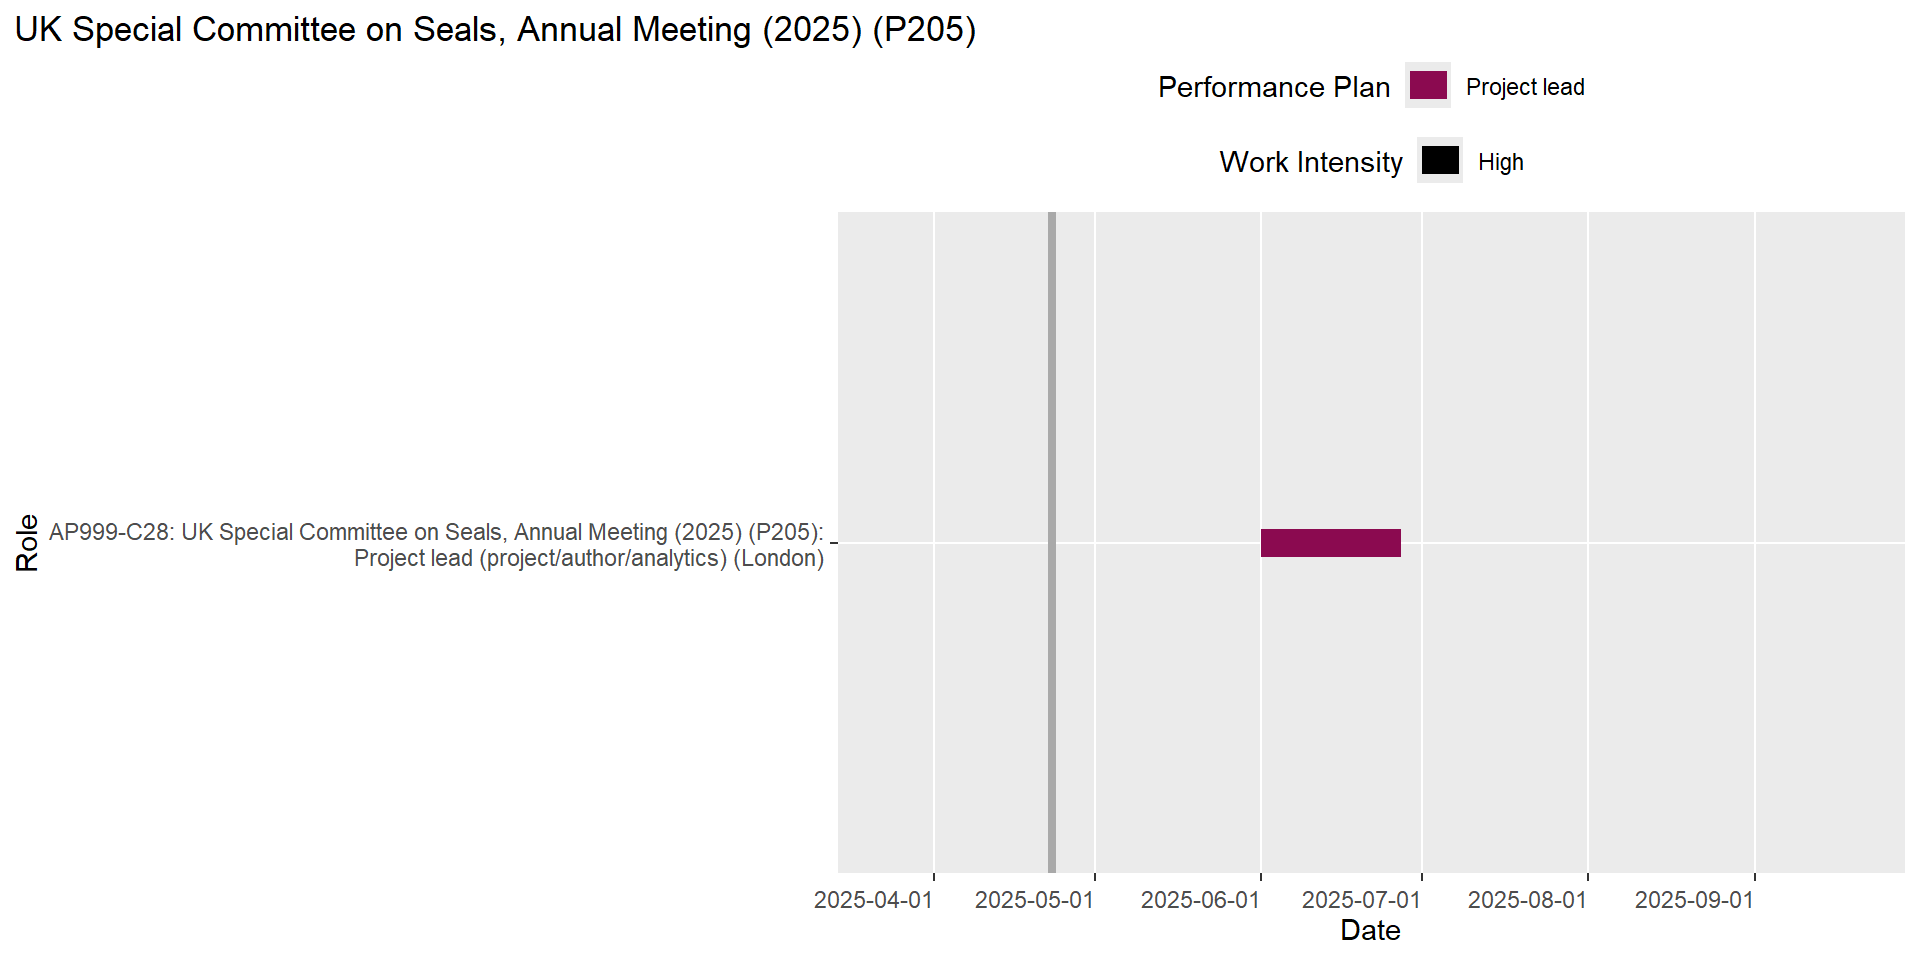 UK Special Committee on Seals, Annual Meeting (2025) (P205)
Performance Plan Project lead
Work Intensity High
Role
AP999-C28: UK Special Committee on Seals, Annual Meeting (2025) (P205):
Project lead (project/author/analytics) (London)
2025-04-01 2025-05-01 2025-06-01 2025-07-01 2025-08-01 2025-09-01
Date